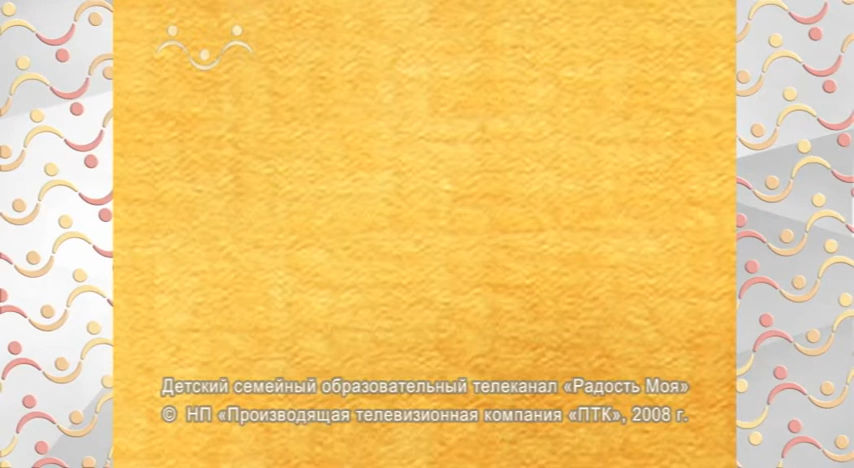 Детский семейный образовательный телеканал «Радость Моя»
© НП «Производящая телевизионная компания «ПТК», 2008 г.